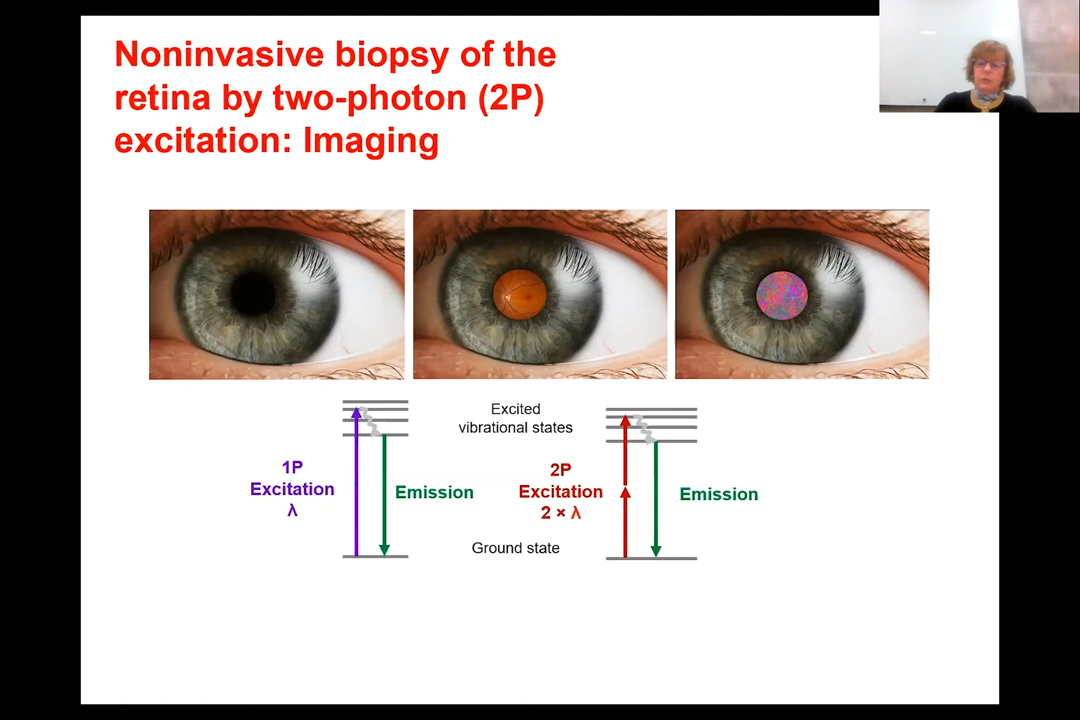 Noninvasive biopsy of the
retina by two-photon (2P)
excitation: Imaging
Excited
vibrational states
1P
Excitation
λ
Emission
2P
Excitation
2 × λ
Emission
Ground state